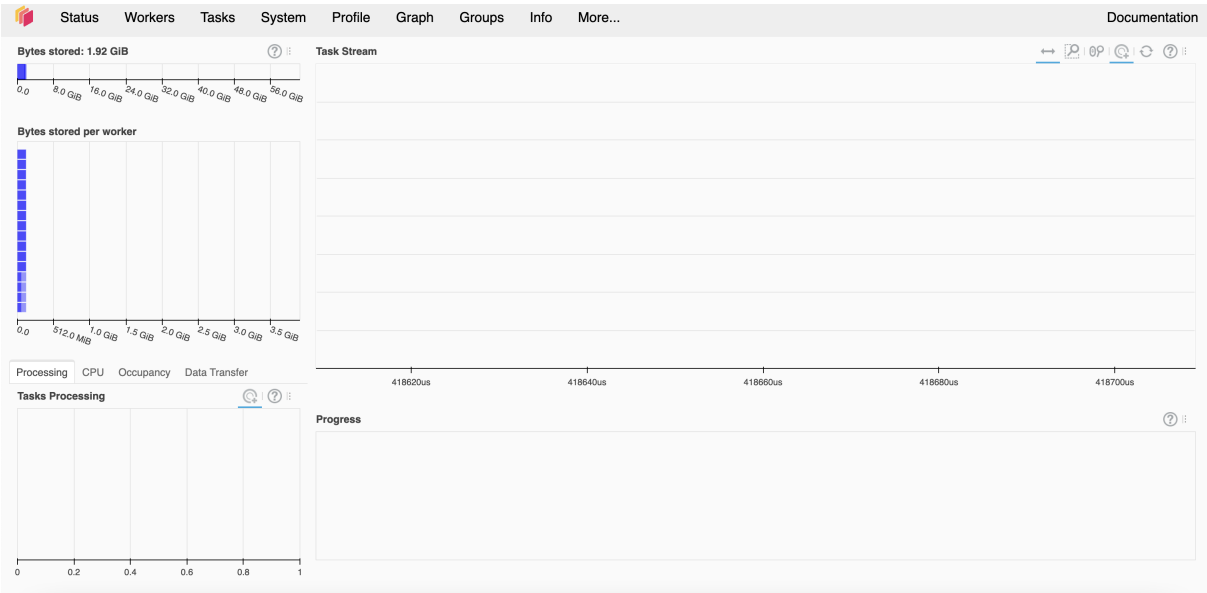 Status Workers Tasks System Profile Graph Groups Info More... Documentation
Bytes stored: 1.92 GiB
0.0 8.0 GiB 16.0 GiB 24.0 GiB 32.0 GiB 40.0 GiB 48.0 GiB 56.0 GiB
Bytes stored per worker
0.0 512.0 MiB 1.0 GiB 1.5 GiB 2.0 GiB 2.5 GiB 3.0 GiB 3.5 GiB
Processing CPU Occupancy Data Transfer
Tasks Processing
0 0.2 0.4 0.6 0.8 1
Task Stream
418620us 418640us 418660us 418680us 418700us
Progress